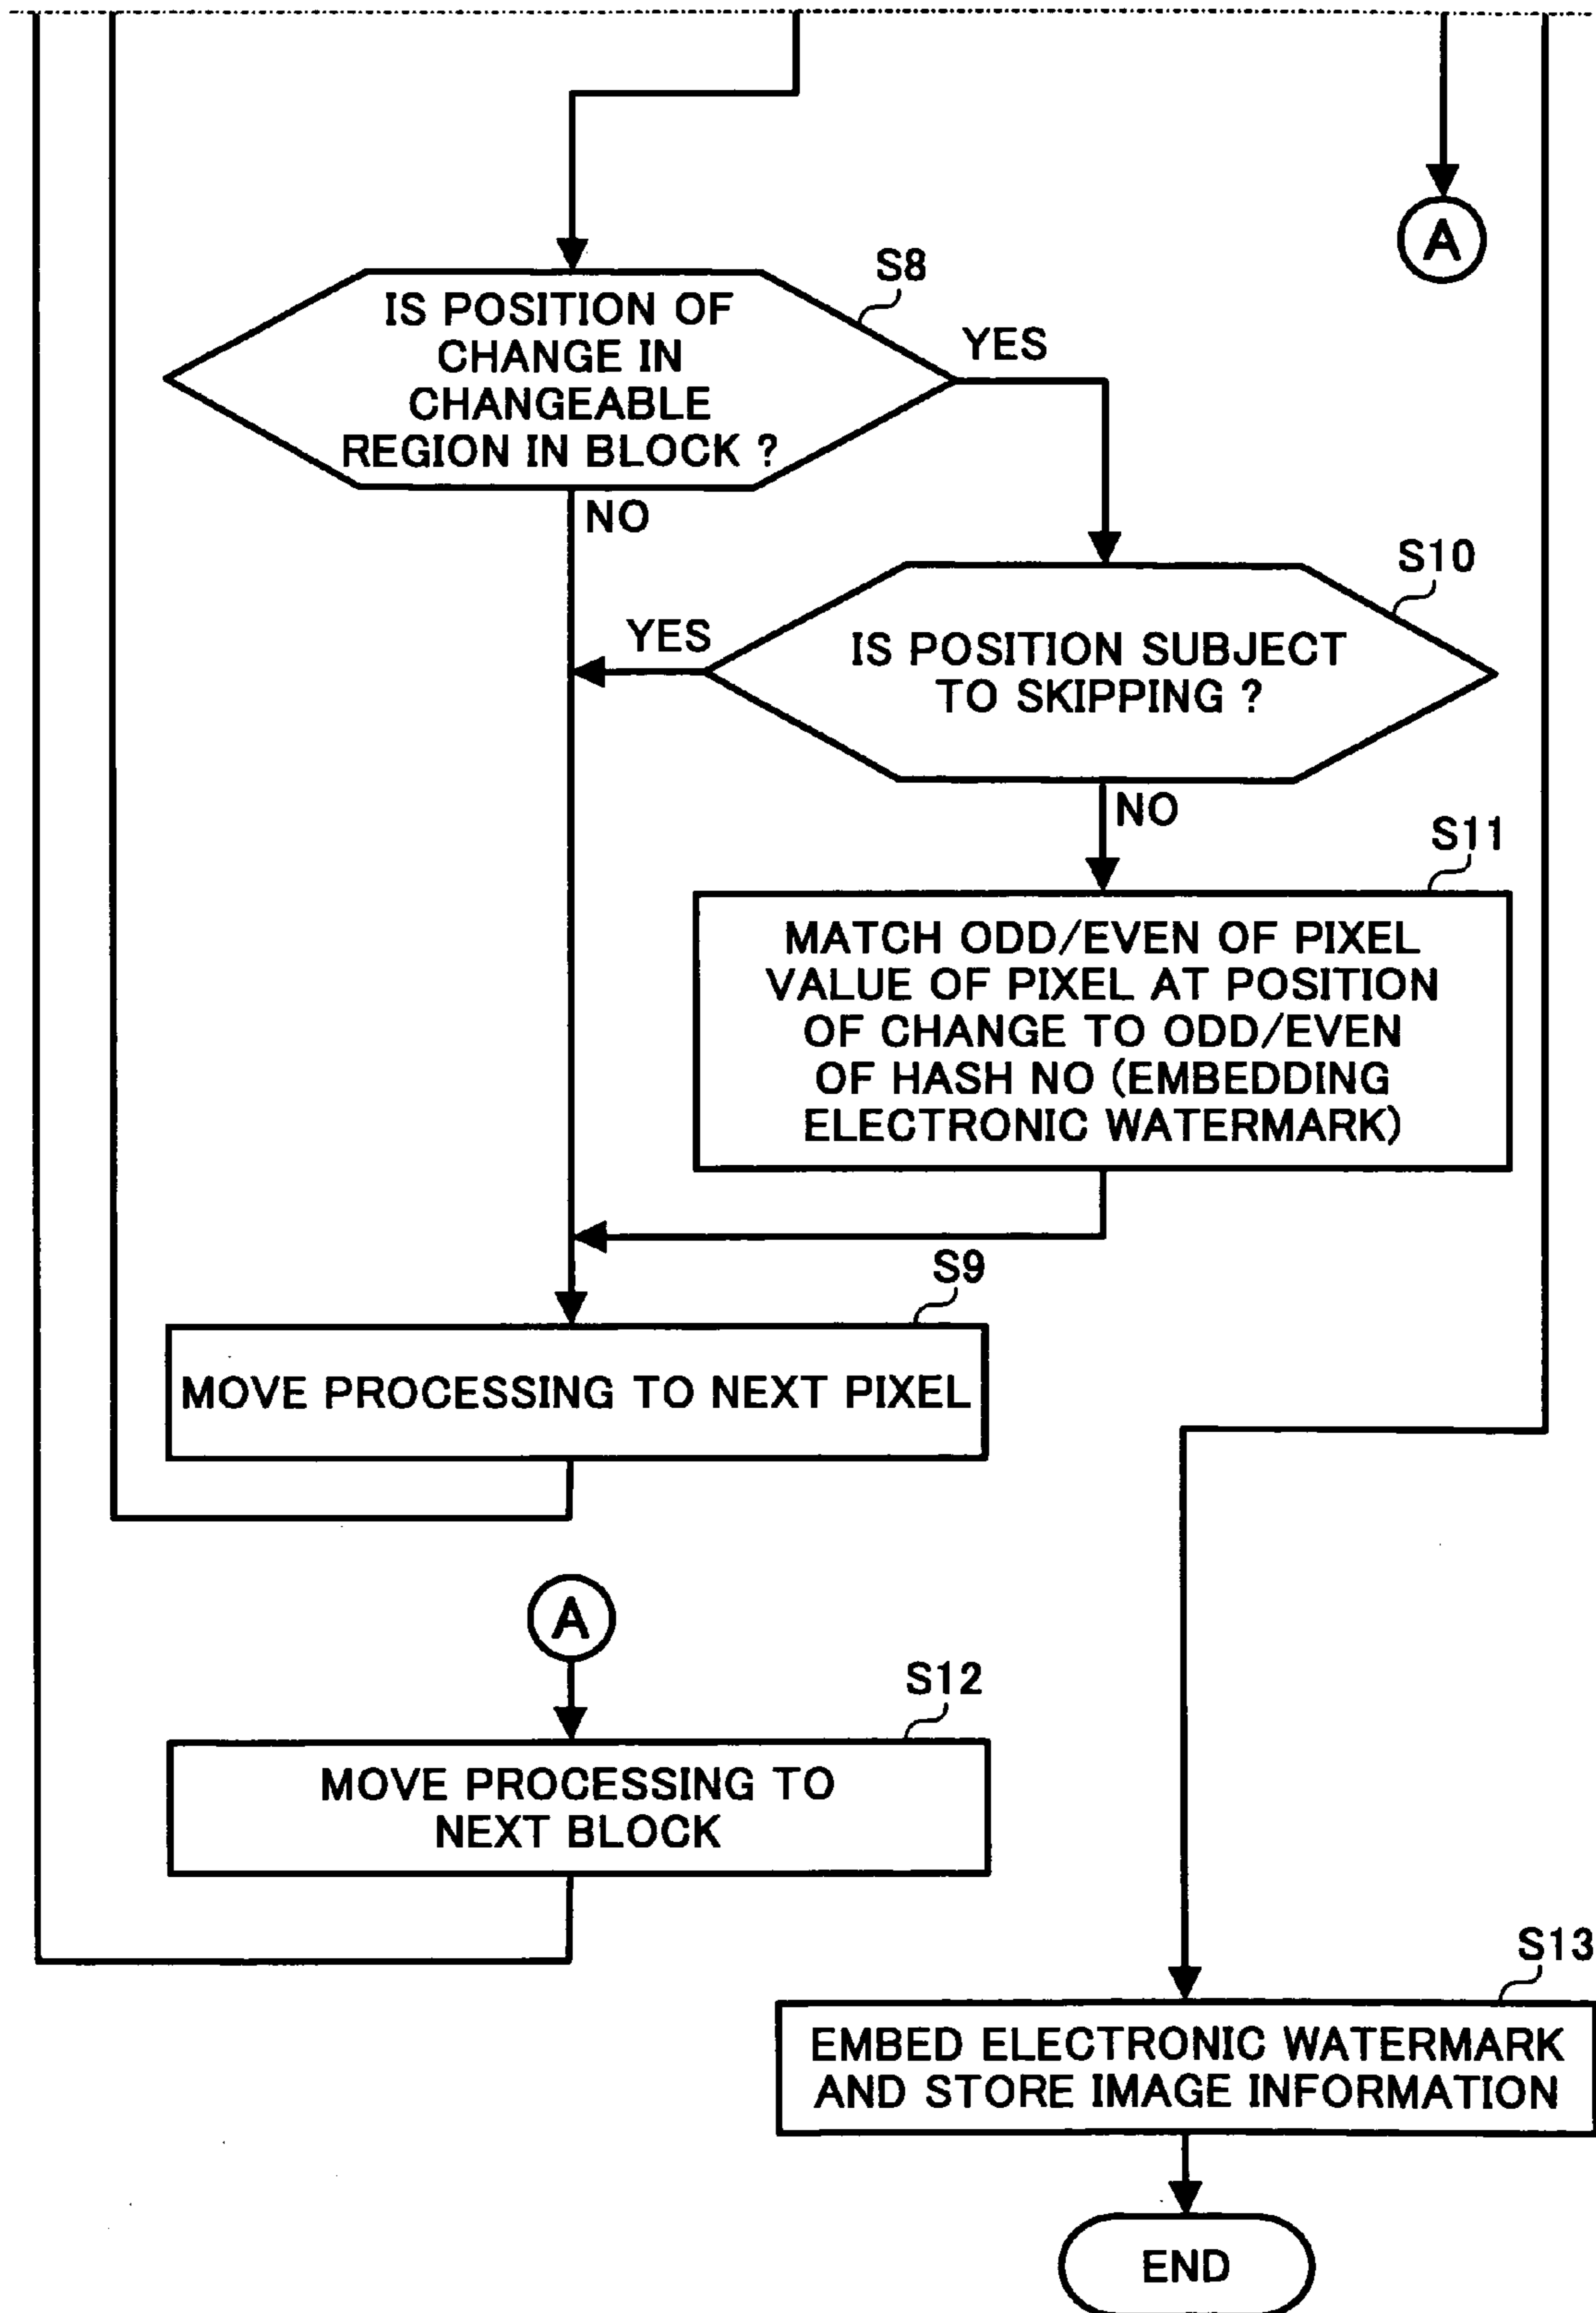 A
S8
IS POSITION OF
CHANGE IN
CHANGEABLE
REGION IN BLOCK ?
YES
NO
S10
YES
IS POSITION SUBJECT
TO SKIPPING ?
NO
S11
MATCH ODD/EVEN OF PIXEL
VALUE OF PIXEL AT POSITION
OF CHANGE TO ODD/EVEN
OF HASH NO (EMBEDDING
ELECTRONIC WATERMARK)
S9
MOVE PROCESSING TO NEXT PIXEL
A
S12
MOVE PROCESSING TO
NEXT BLOCK
S13
EMBED ELECTRONIC WATERMARK
AND STORE IMAGE INFORMATION
END